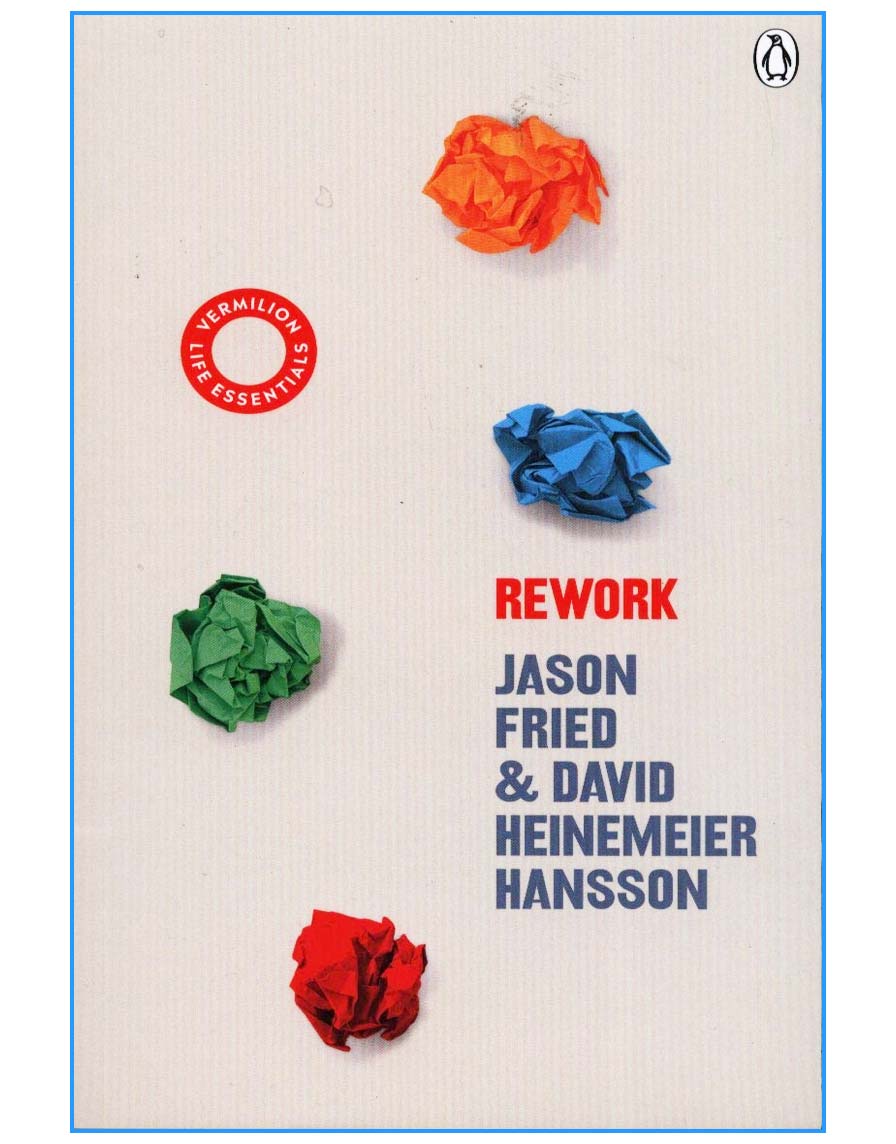 VERMILION
LIFE ESSENTIALS
REWORK
JASON
FRIED
& DAVID
HEINEMEIER
HANSSON